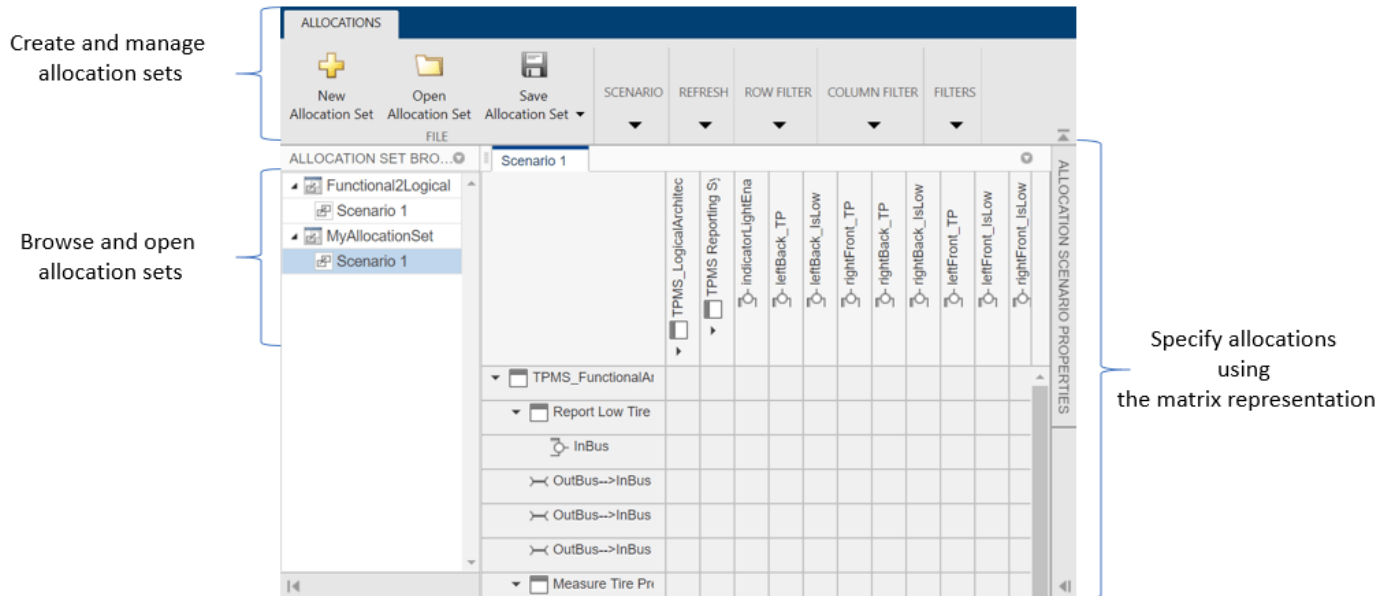 Create and manage
allocation sets
ALLOCATIONS
New
Allocation Set
Open
Allocation Set
Save
Allocation Set
FILE
SCENARIO
REFRESH
ROW FILTER
COLUMN FILTER
FILTERS
Browse and open
allocation sets
ALLOCATION SET BRO...
Functional2Logical
Scenario 1
MyAllocationSet
Scenario 1
Scenario 1
TPMS_LogicalArchitec
TPMS Reporting Sy
indicatorLightEna
leftBack_TP
leftBack_IsLow
rightFront_TP
rightBack_TP
rightBack_IsLow
leftFront_TP
leftFront_IsLow
rightFront_IsLow
TPMS_FunctionalAr
Report Low Tire
InBus
OutBus-->InBus
OutBus-->InBus
OutBus-->InBus
Measure Tire Pre
ALLOCATION SCENARIO PROPERTIES
Specify allocations
using
the matrix representation